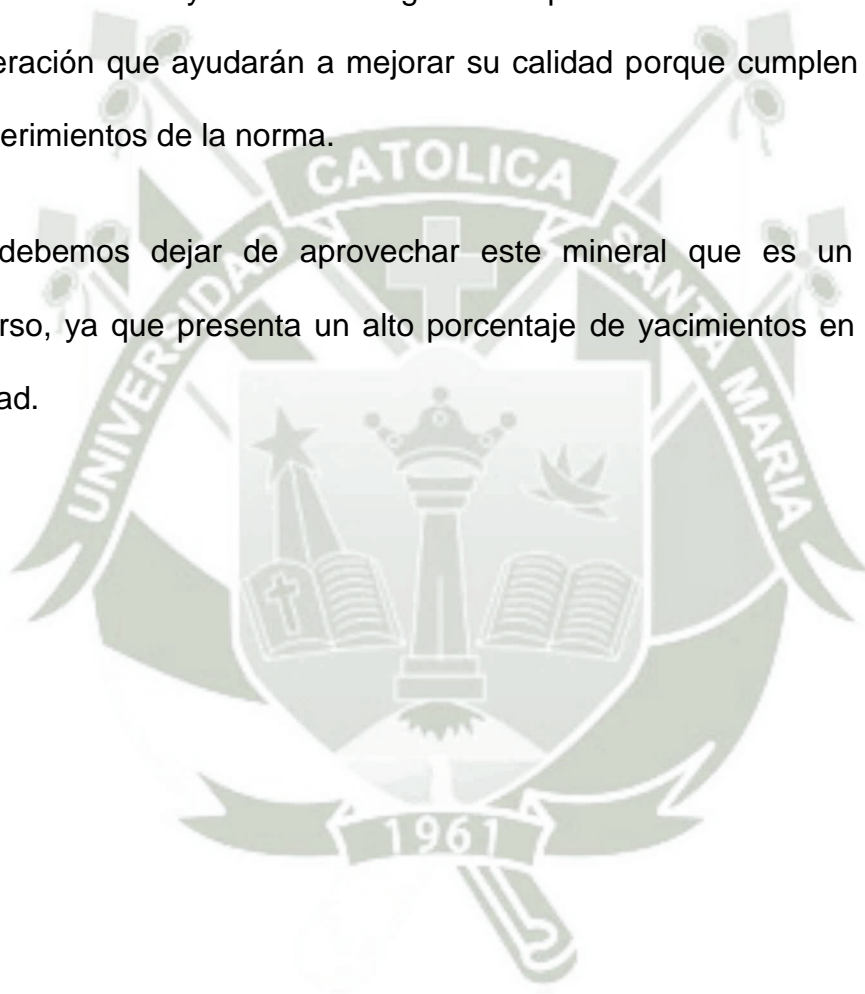 eración que ayudarán a mejorar su calidad porque cumplen
erimientos de la norma.
debemos dejar de aprovechar este mineral que es un
rso, ya que presenta un alto porcentaje de yacimientos en
ad.
UNIVERSIDAD CATOLICA SANTA MARIA
1961